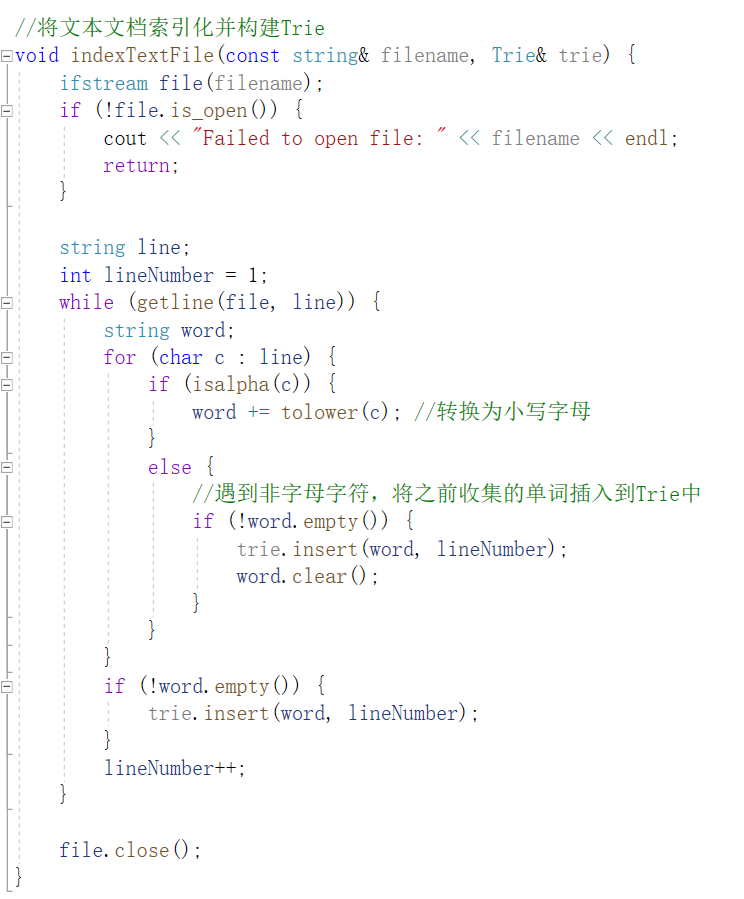 //将文本文档索引化并构建Trie
void indexTextFile(const string& filename, Trie& trie) {
    ifstream file(filename);
    if (!file.is_open()) {
        cout << "Failed to open file: " << filename << endl;
        return;
    }

    string line;
    int lineNumber = 1;
    while (getline(file, line)) {
        string word;
        for (char c : line) {
            if (isalpha(c)) {
                word += tolower(c); //转换为小写字母
            }
            else {
                //遇到非字母字符，将之前收集的单词插入到Trie中
                if (!word.empty()) {
                    trie.insert(word, lineNumber);
                    word.clear();
                }
            }
        }
        if (!word.empty()) {
            trie.insert(word, lineNumber);
        }
        lineNumber++;
    }

    file.close();
}